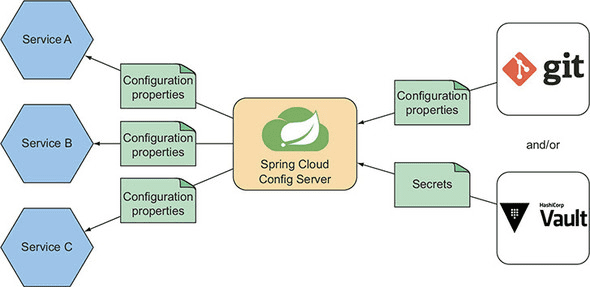 Service A
Configuration
properties
Service B
Configuration
properties
Service C
Configuration
properties
Spring Cloud
Config Server
Configuration
properties
Secrets
git
and/or
HashiCorp
Vault